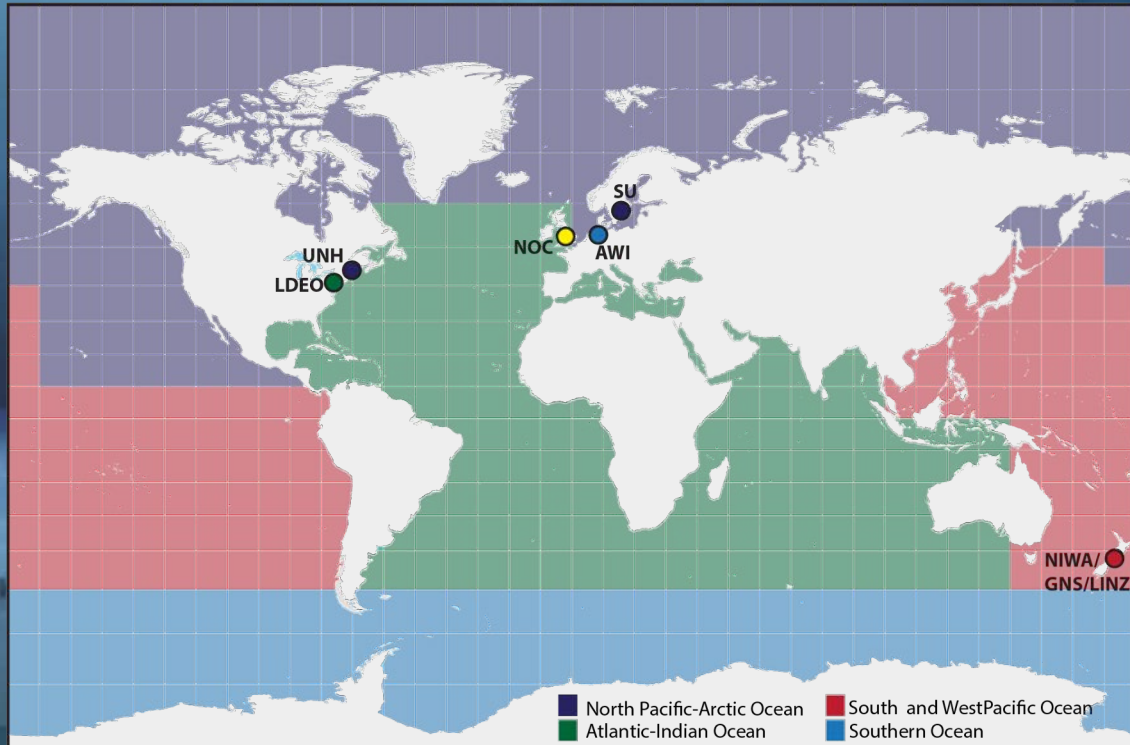 SU
NOC
AWI
UNH
LDEO
NIWA/
GNS/LINZ
North Pacific-Arctic Ocean
South and WestPacific Ocean
Atlantic-Indian Ocean
Southern Ocean